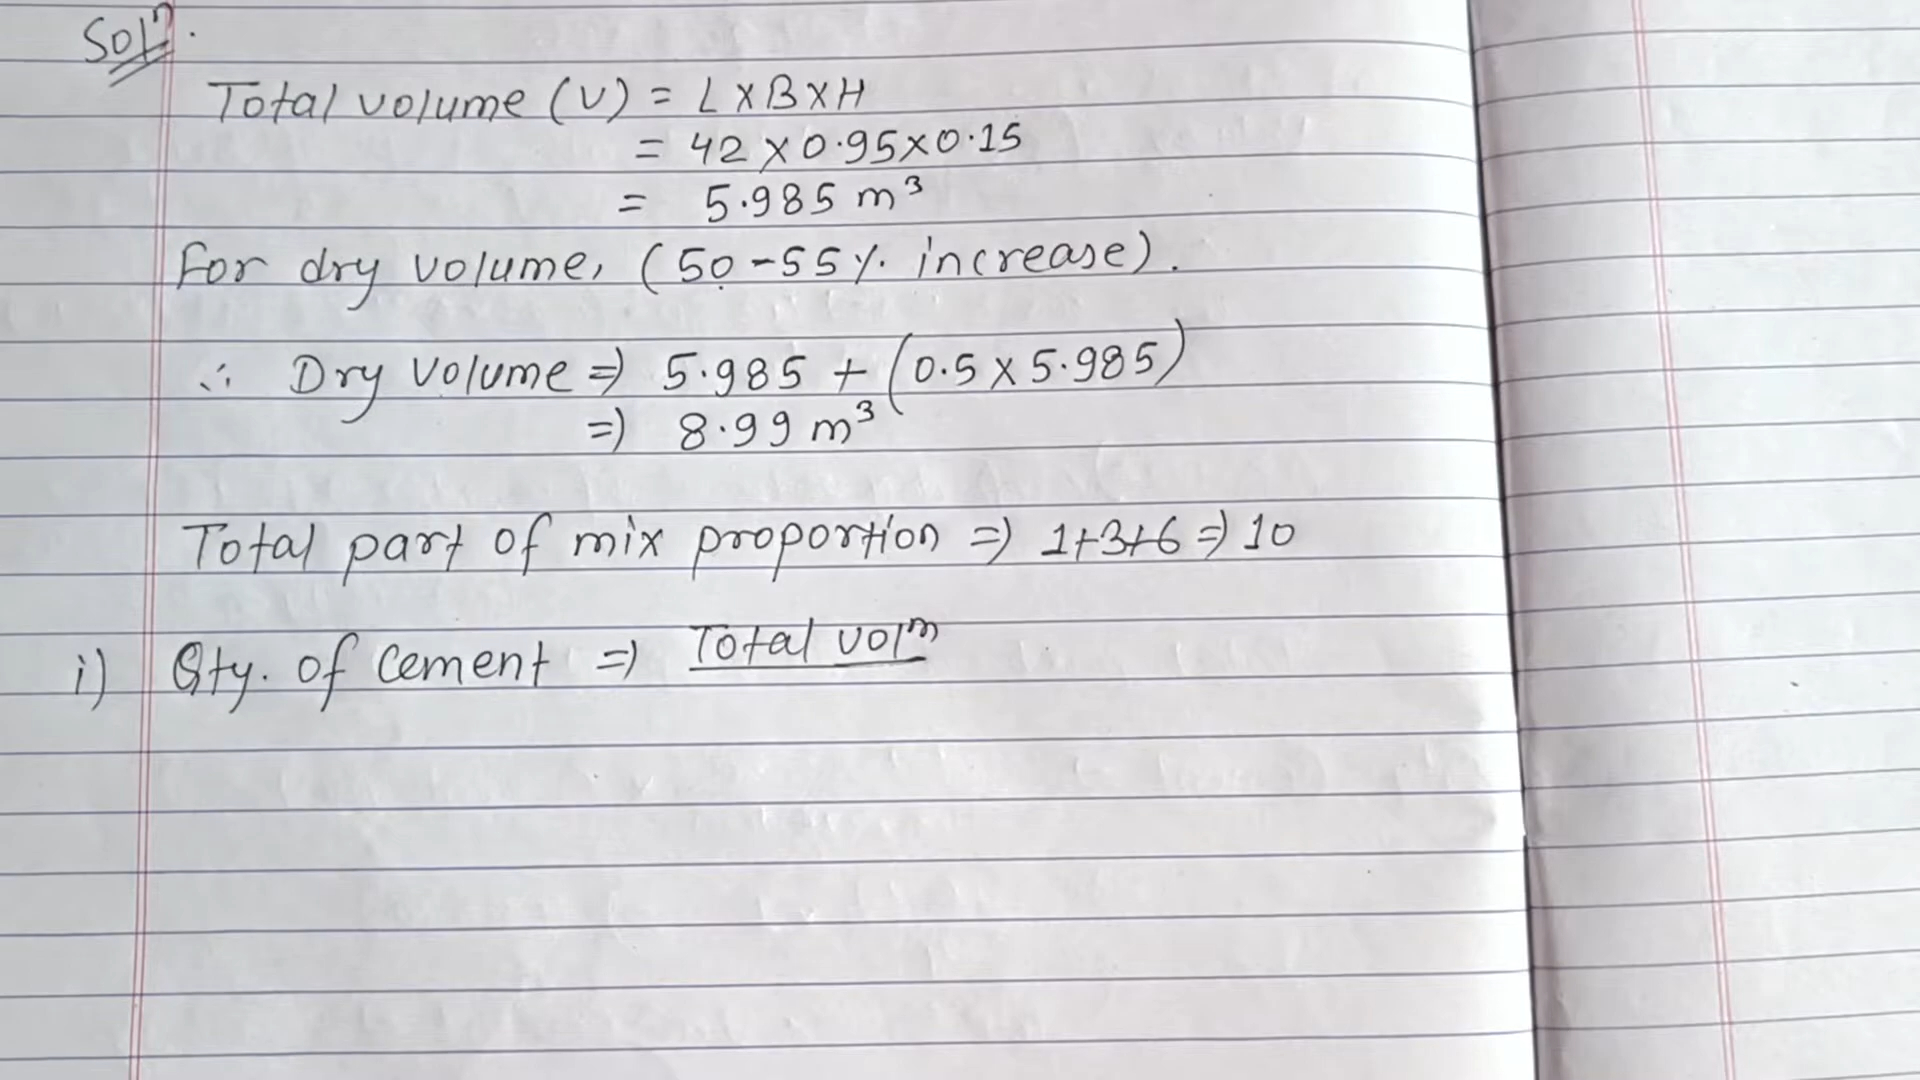 Solⁿ.
Total volume (V) = L×B×H
= 42 × 0.95×0.15
= 5.985 m³
For dry volume, (50-55%. increase).
∴ Dry volume ⇒ 5.985 + (0.5 × 5.985)
⇒ 8.99 m³
Total part of mix proportion ⇒ 1+3+6 ⇒ 10
i) Qty. of cement ⇒ Total volᵐ